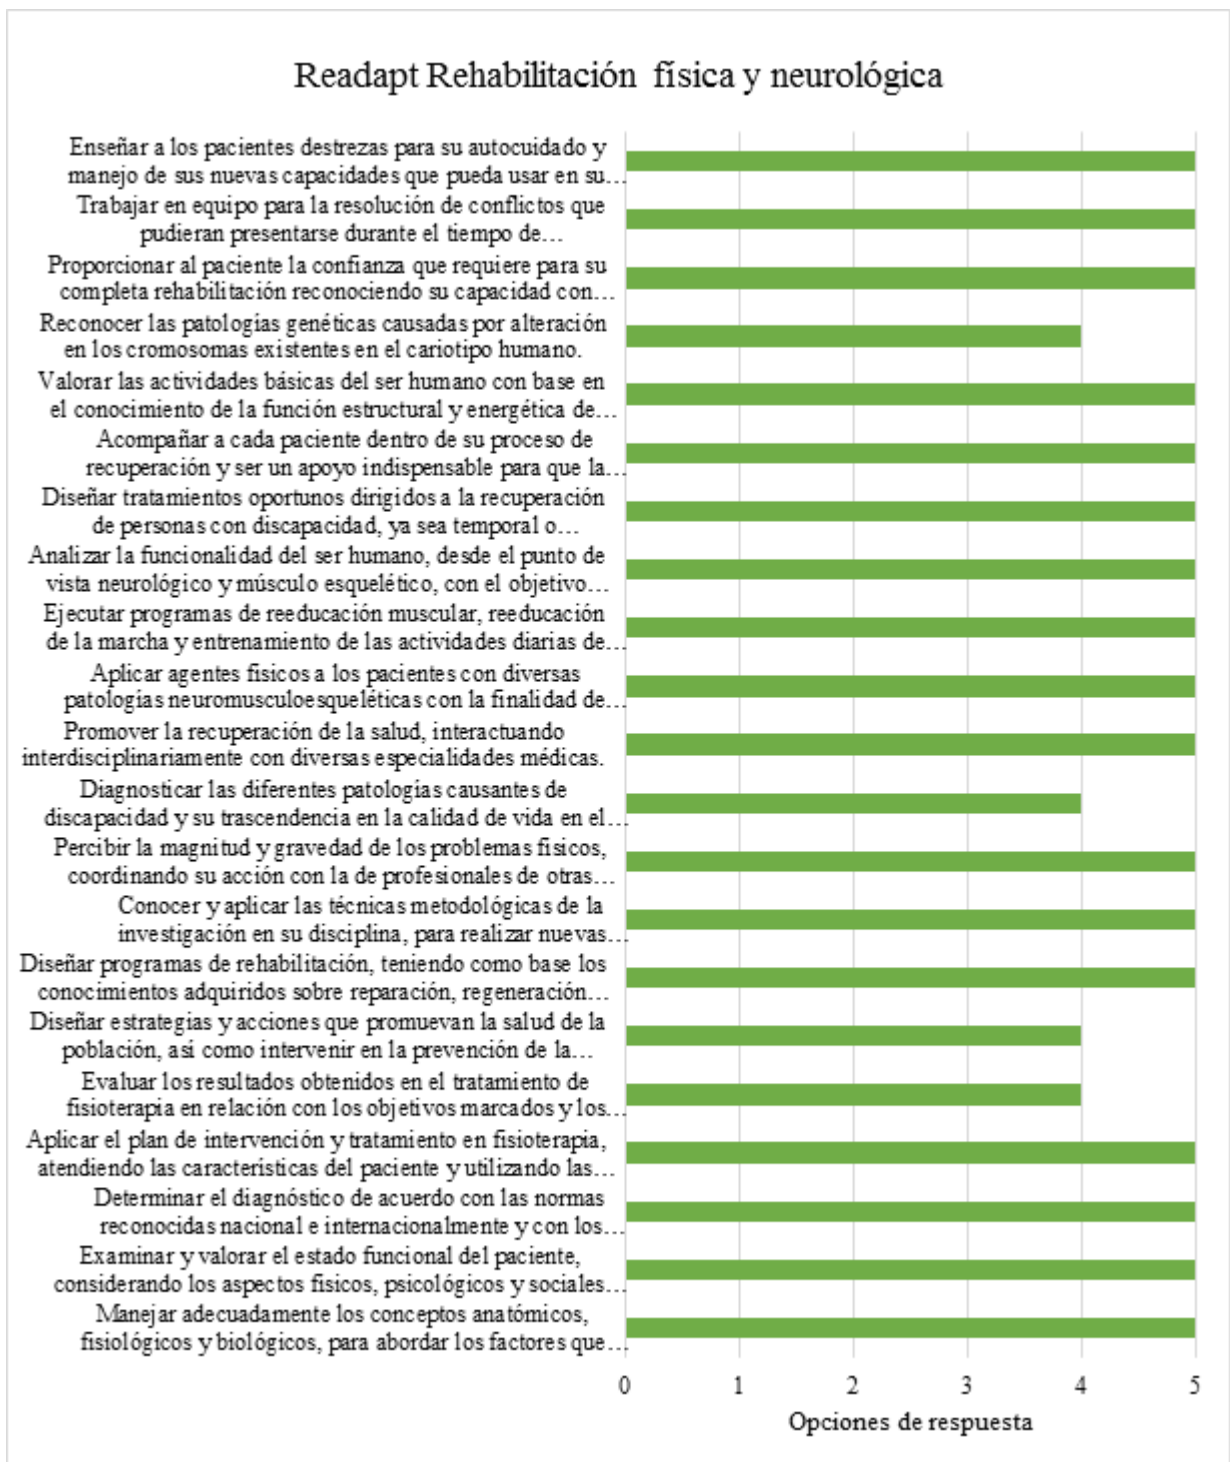 Readapt Rehabilitación física y neurológica
Enseñar a los pacientes destrezas para su autocuidado y
manejo de sus nuevas capacidades que pueda usar en su…
Trabajar en equipo para la resolución de conflictos que
pudieran presentarse durante el tiempo de…
Proporcionar al paciente la confianza que requiere para su
completa rehabilitación reconociendo su capacidad con…
Reconocer las patologías genéticas causadas por alteración
en los cromosomas existentes en el cariotipo humano.
Valorar las actividades básicas del ser humano con base en
el conocimiento de la función estructural y energética de…
Acompañar a cada paciente dentro de su proceso de
recuperación y ser un apoyo indispensable para que la…
Diseñar tratamientos oportunos dirigidos a la recuperación
de personas con discapacidad, ya sea temporal o…
Analizar la funcionalidad del ser humano, desde el punto de
vista neurológico y músculo esquelético, con el objetivo…
Ejecutar programas de reeducación muscular, reeducación
de la marcha y entrenamiento de las actividades diarias de…
Aplicar agentes físicos a los pacientes con diversas
patologías neuromusculoesqueléticas con la finalidad de…
Promover la recuperación de la salud, interactuando
interdisciplinariamente con diversas especialidades médicas.
Diagnosticar las diferentes patologías causantes de
discapacidad y su trascendencia en la calidad de vida en el…
Percibir la magnitud y gravedad de los problemas físicos,
coordinando su acción con la de profesionales de otras…
Conocer y aplicar las técnicas metodológicas de la
investigación en su disciplina, para realizar nuevas…
Diseñar programas de rehabilitación, teniendo como base los
conocimientos adquiridos sobre reparación, regeneración…
Diseñar estrategias y acciones que promuevan la salud de la
población, así como intervenir en la prevención de la…
Evaluar los resultados obtenidos en el tratamiento de
fisioterapia en relación con los objetivos marcados y los…
Aplicar el plan de intervención y tratamiento en fisioterapia,
atendiendo las características del paciente y utilizando las…
Determinar el diagnóstico de acuerdo con las normas
reconocidas nacional e internacionalmente y con los…
Examinar y valorar el estado funcional del paciente,
considerando los aspectos físicos, psicológicos y sociales…
Manejar adecuadamente los conceptos anatómicos,
fisiológicos y biológicos, para abordar los factores que…
0 1 2 3 4 5
Opciones de respuesta